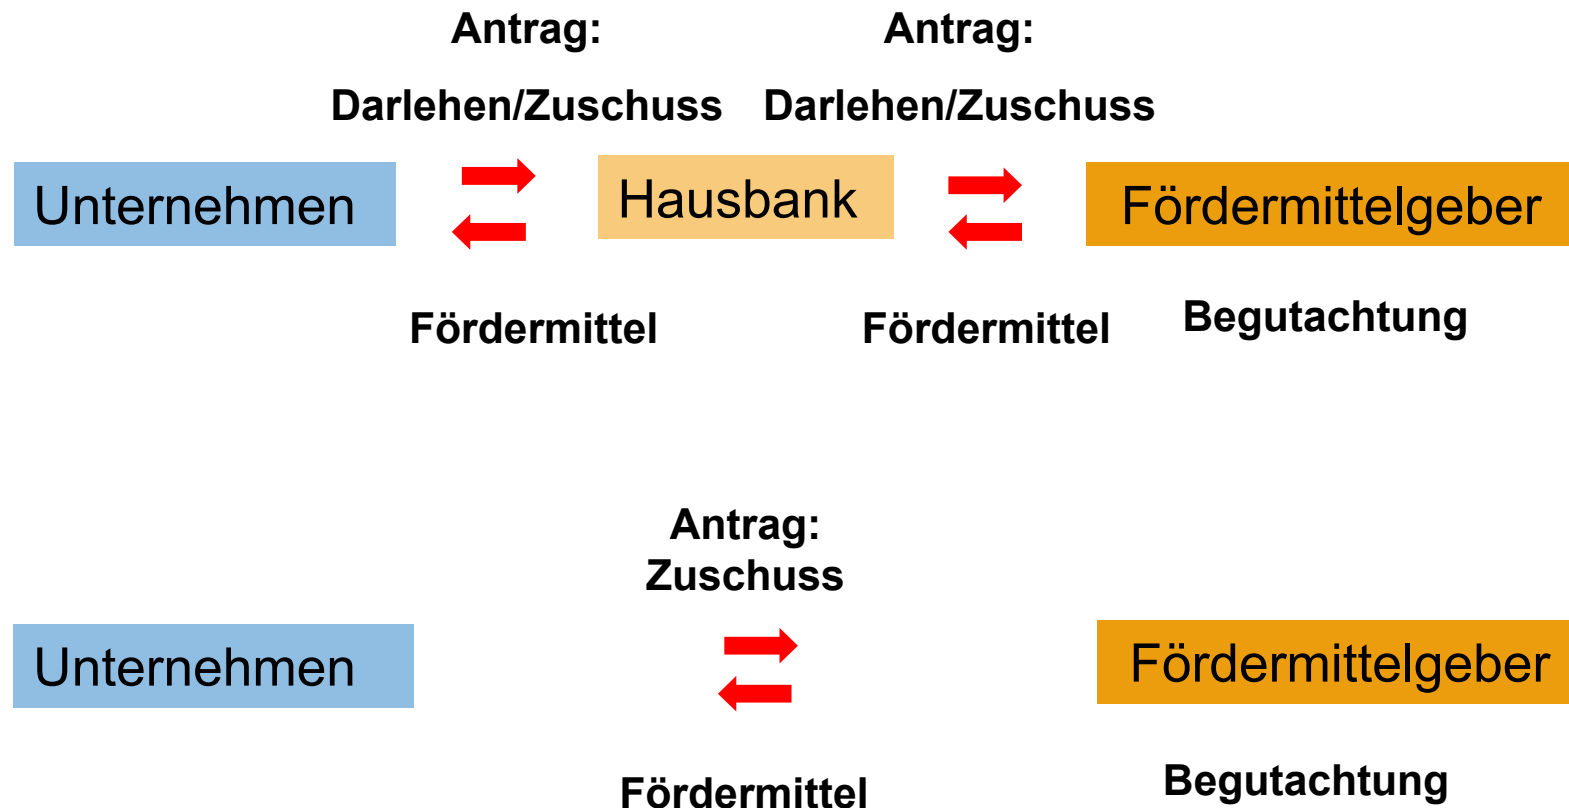 Antrag:
Antrag:
Darlehen/Zuschuss
Darlehen/Zuschuss
Unternehmen
Hausbank
Fördermittelgeber
Fördermittel
Fördermittel
Begutachtung
Antrag:
Zuschuss
Unternehmen
Fördermittelgeber
Fördermittel
Begutachtung